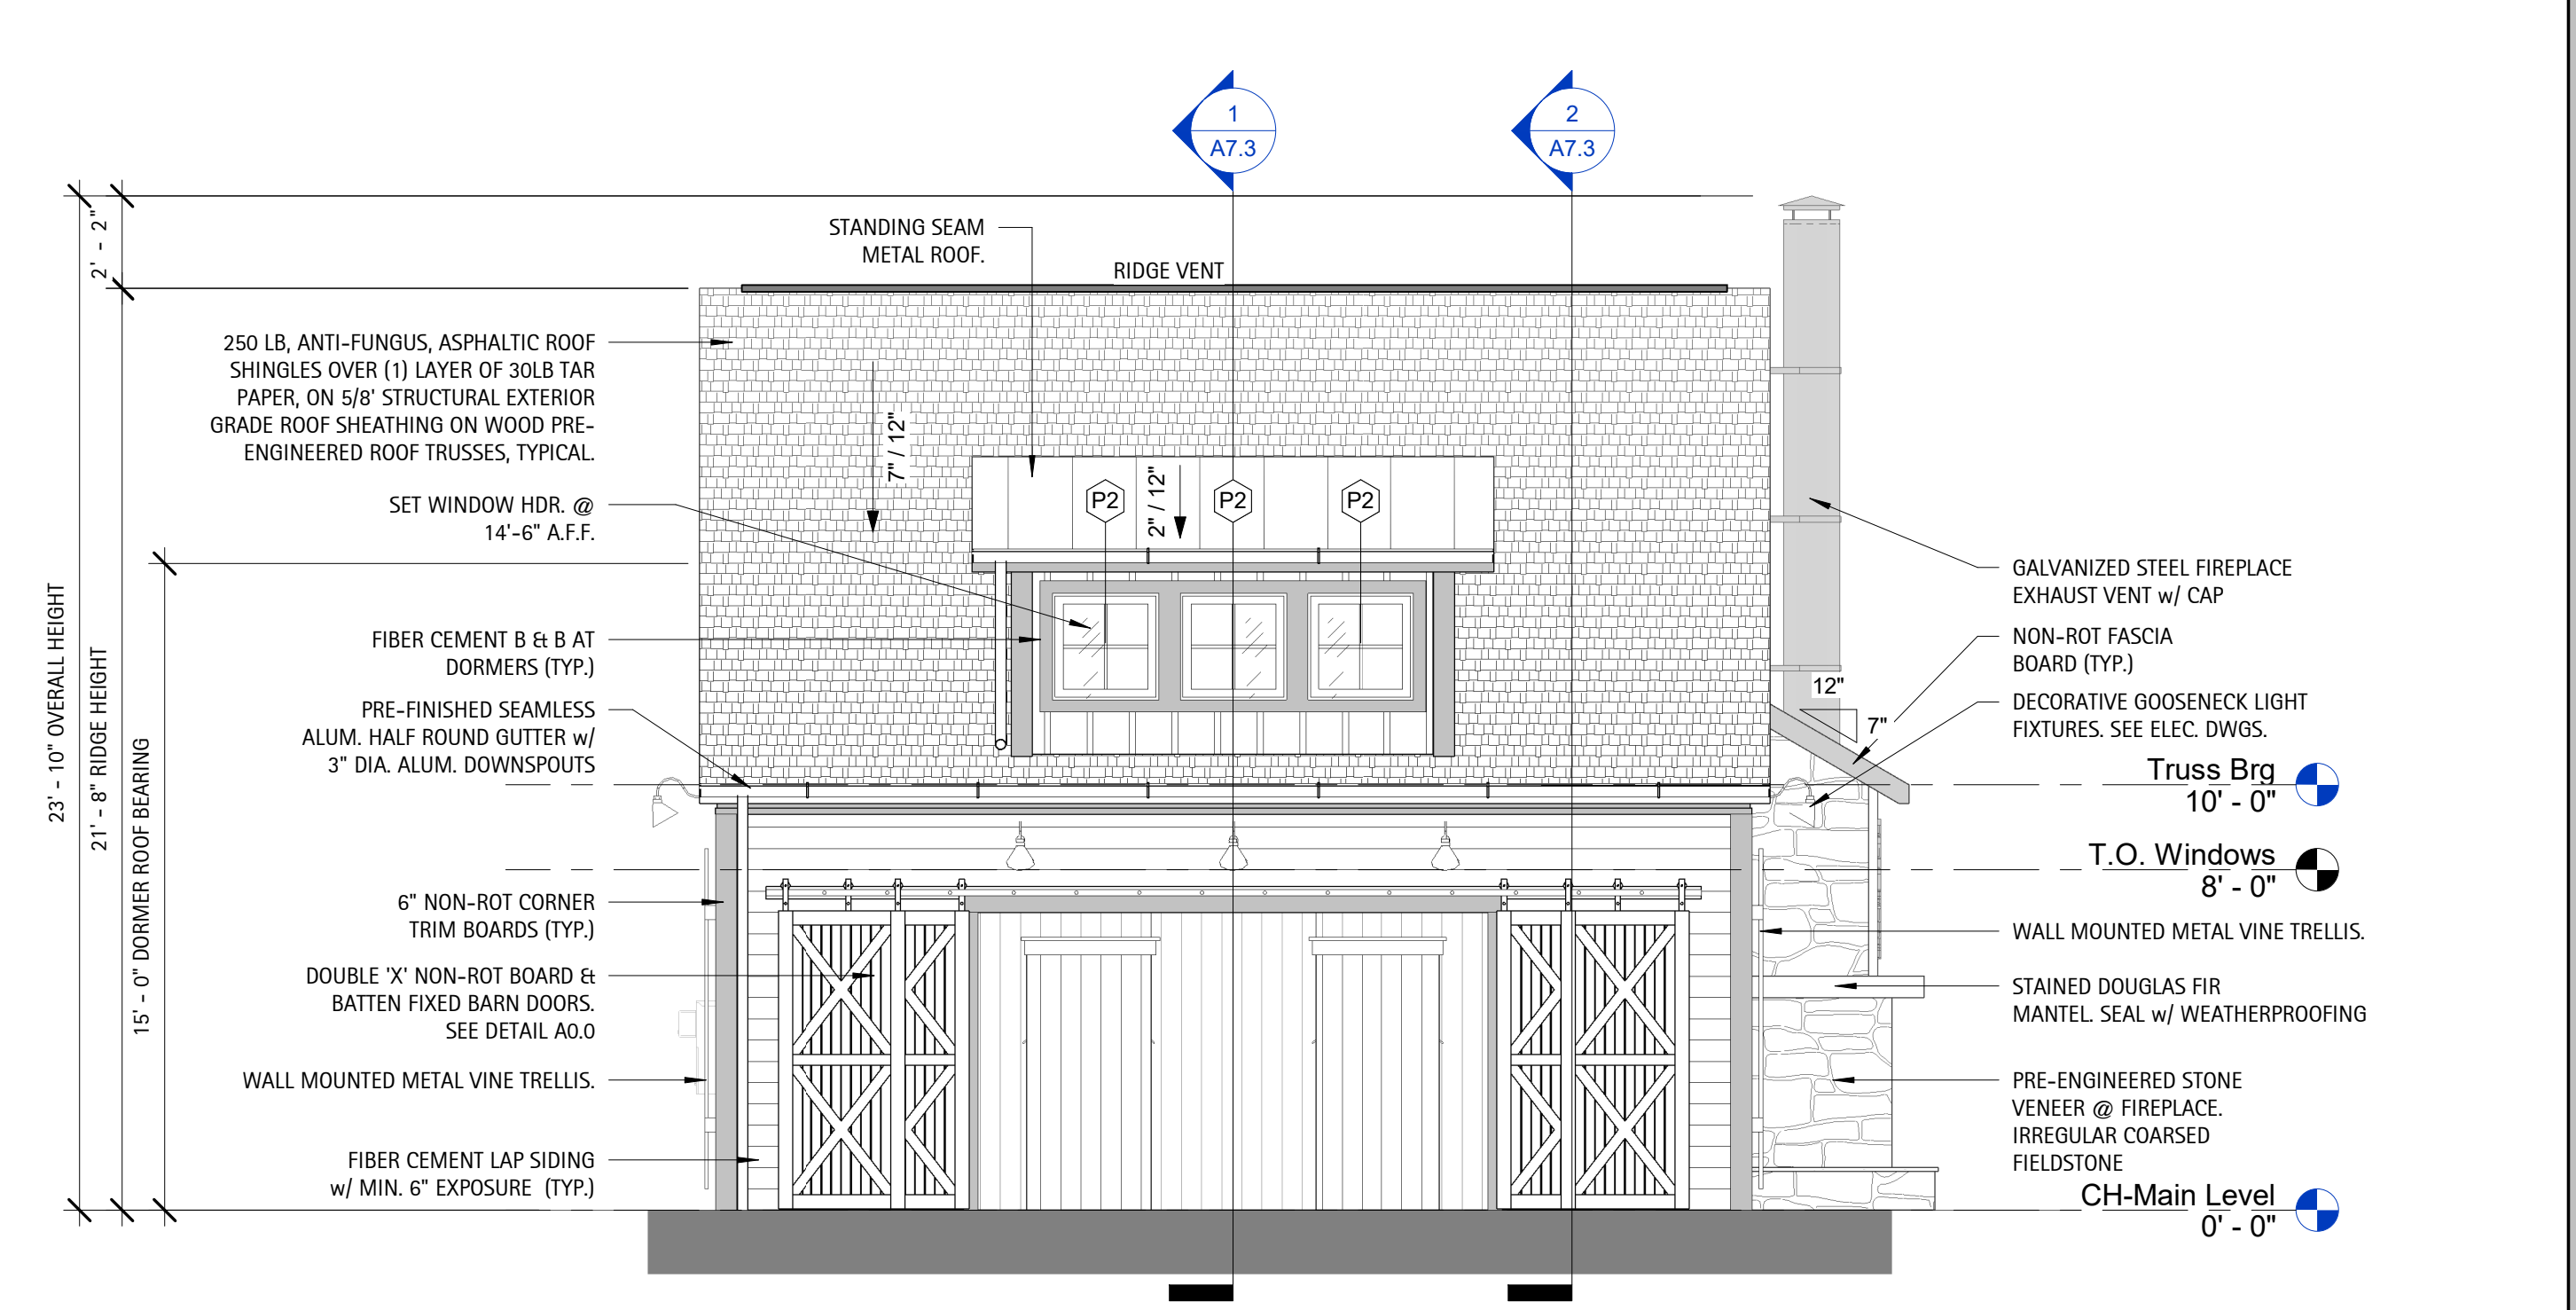 1
A7.3
2
A7.3
2' - 2"
23' - 10" OVERALL HEIGHT
21' - 8" RIDGE HEIGHT
15' - 0" DORMER ROOF BEARING
STANDING SEAM
METAL ROOF.
RIDGE VENT
250 LB, ANTI-FUNGUS, ASPHALTIC ROOF
SHINGLES OVER (1) LAYER OF 30LB TAR
PAPER, ON 5/8' STRUCTURAL EXTERIOR
GRADE ROOF SHEATHING ON WOOD PRE-
ENGINEERED ROOF TRUSSES, TYPICAL.
SET WINDOW HDR. @
14'-6" A.F.F.
FIBER CEMENT B & B AT
DORMERS (TYP.)
PRE-FINISHED SEAMLESS
ALUM. HALF ROUND GUTTER w/
3" DIA. ALUM. DOWNSPOUTS
6" NON-ROT CORNER
TRIM BOARDS (TYP.)
DOUBLE 'X' NON-ROT BOARD &
BATTEN FIXED BARN DOORS.
SEE DETAIL A0.0
WALL MOUNTED METAL VINE TRELLIS.
FIBER CEMENT LAP SIDING
w/ MIN. 6" EXPOSURE (TYP.)
7" / 12"
P2
2" / 12"
P2
P2
12"
7"
GALVANIZED STEEL FIREPLACE
EXHAUST VENT w/ CAP
NON-ROT FASCIA
BOARD (TYP.)
DECORATIVE GOOSENECK LIGHT
FIXTURES. SEE ELEC. DWGS.
Truss Brg
10' - 0"
T.O. Windows
8' - 0"
WALL MOUNTED METAL VINE TRELLIS.
STAINED DOUGLAS FIR
MANTEL. SEAL w/ WEATHERPROOFING
PRE-ENGINEERED STONE
VENEER @ FIREPLACE.
IRREGULAR COARSED
FIELDSTONE
CH-Main Level
0' - 0"